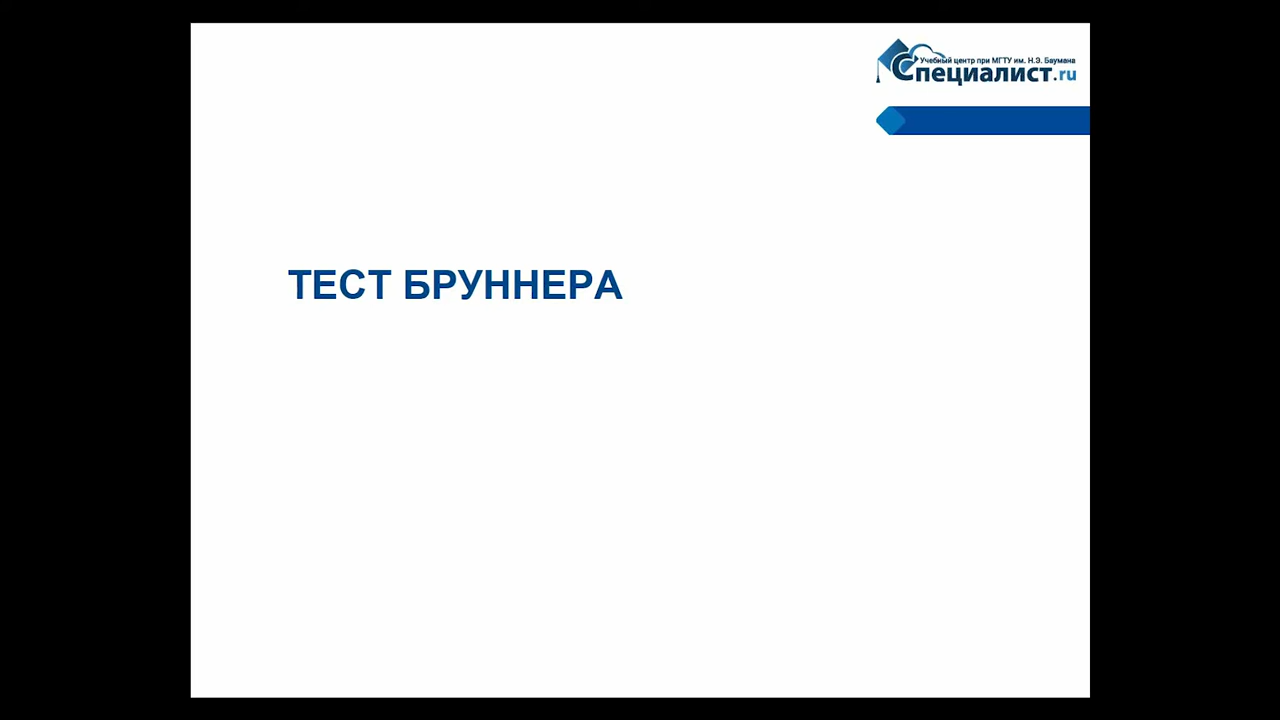 Учебный центр при МГТУ им. Н.Э. Баумана
Специалист.ru
ТЕСТ БРУННЕРА